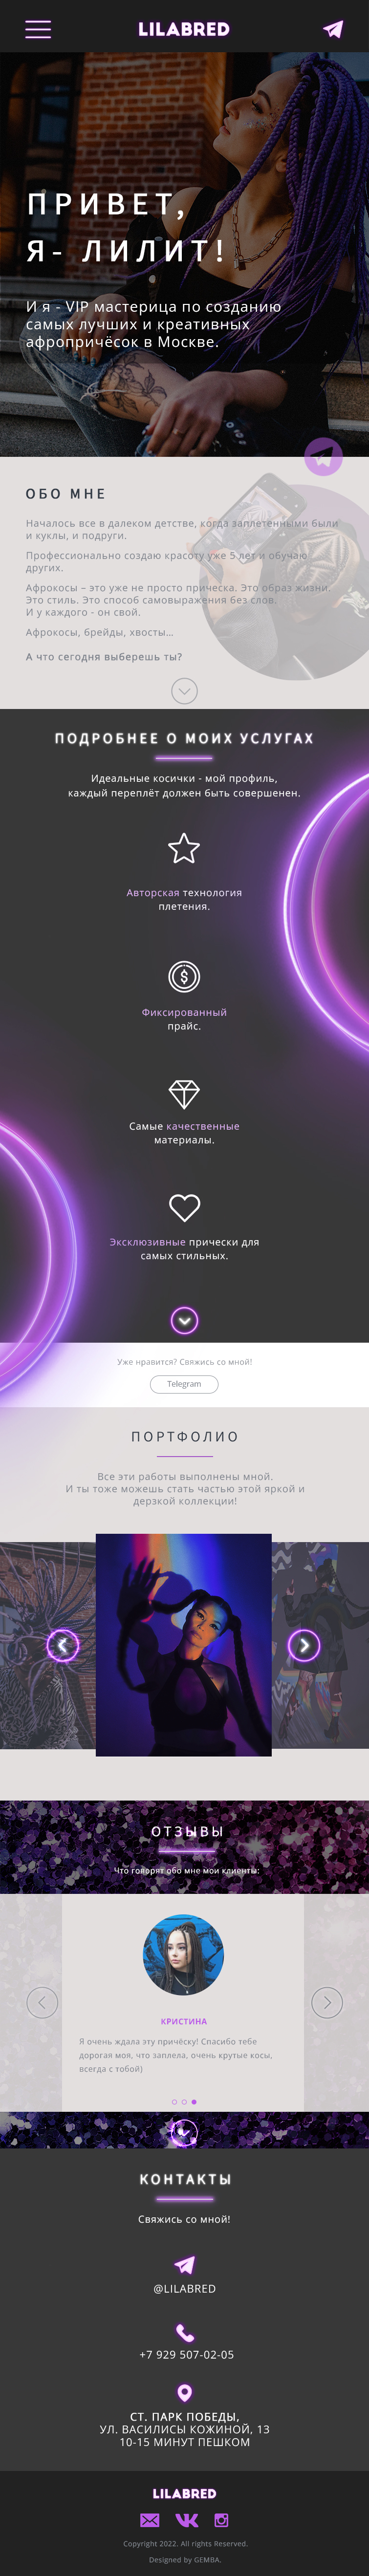 LILABRED
ПРИВЕТ,
Я- ЛИЛИТ!
И я - VIP мастерица по созданию
самых лучших и креативных
афропричёсок в Москве.
ОБО МНЕ
Началось все в далеком детстве, когда заплетёнными были
и куклы, и подруги.
Профессионально создаю красоту уже 5 лет и обучаю
других.
Афрокосы – это уже не просто прическа. Это образ жизни.
Это стиль. Это способ самовыражения без слов.
И у каждого - он свой.
Афрокосы, брейды, хвосты...
А что сегодня выберешь ты?
ПОДРОБНЕЕ О МОИХ УСЛУГАХ
Идеальные косички - мой профиль,
каждый переплёт должен быть совершенен.
Авторская технология
плетения.
Фиксированный
прайс.
Самые качественные
материалы.
Эксклюзивные прически для
самых стильных.
Уже нравится? Свяжись со мной!
Telegram
ПОРТФОЛИО
Все эти работы выполнены мной.
И ты тоже можешь стать частью этой яркой и
дерзкой коллекции!
ОТЗЫВЫ
Что говорят обо мне мои клиенты:
КРИСТИНА
Я очень ждала эту причёску! Спасибо тебе
дорогая моя, что заплела, очень крутые косы,
всегда с тобой)
КОНТАКТЫ
Свяжись со мной!
@LILABRED
+7 929 507-02-05
СТ. ПАРК ПОБЕДЫ,
УЛ. ВАСИЛИСЫ КОЖИНОЙ, 13
10-15 МИНУТ ПЕШКОМ
LILABRED
Copyright 2022. All rights Reserved.
Designed by GEMBA.